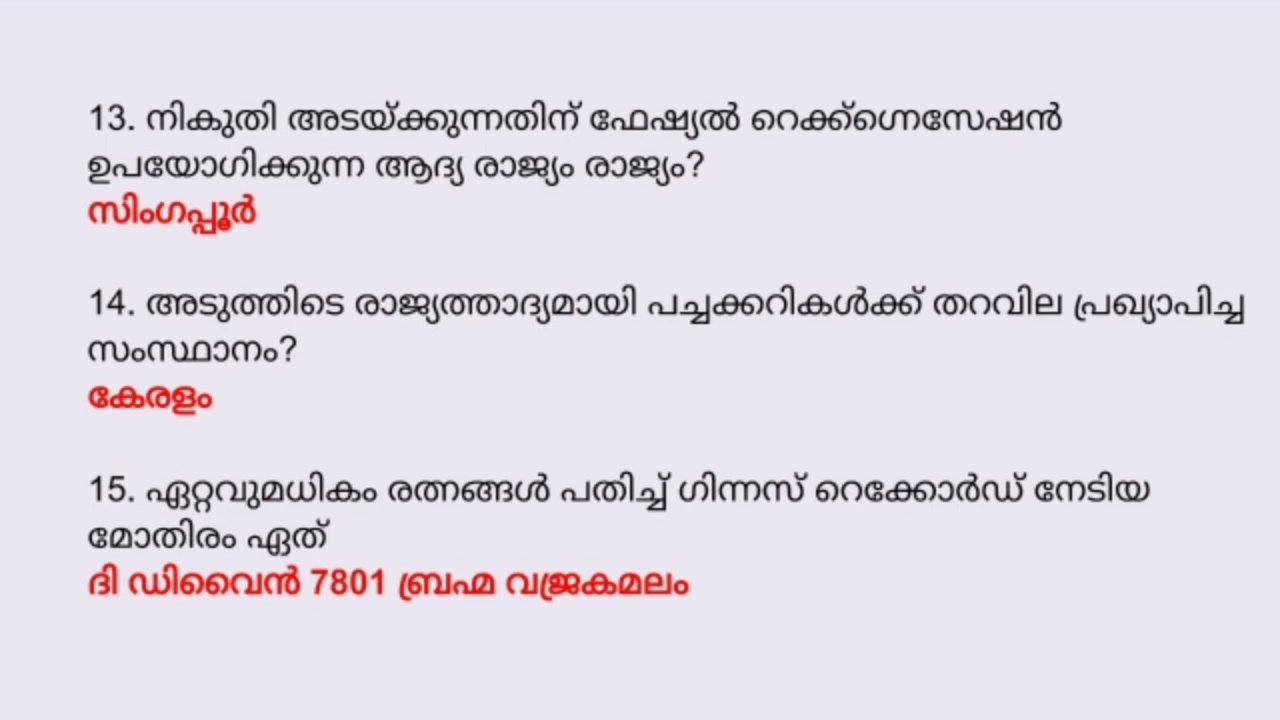 13. നികുതി അടയ്ക്കുന്നതിന് ഫേഷ്യൽ റെക്ക്ഗ്നെസേഷൻ
ഉപയോഗിക്കുന്ന ആദ്യ രാജ്യം രാജ്യം?
സിംഗപ്പൂർ
14. അടുത്തിടെ രാജ്യത്താദ്യമായി പച്ചക്കറികൾക്ക് തറവില പ്രഖ്യാപിച്ച
സംസ്ഥാനം?
കേരളം
15. ഏറ്റവുമധികം രത്നങ്ങൾ പതിച്ച് ഗിന്നസ് റെക്കോർഡ് നേടിയ
മോതിരം ഏത്
ദി ഡിവൈൻ 7801 ബ്രഹ്മ വജ്രകമലം